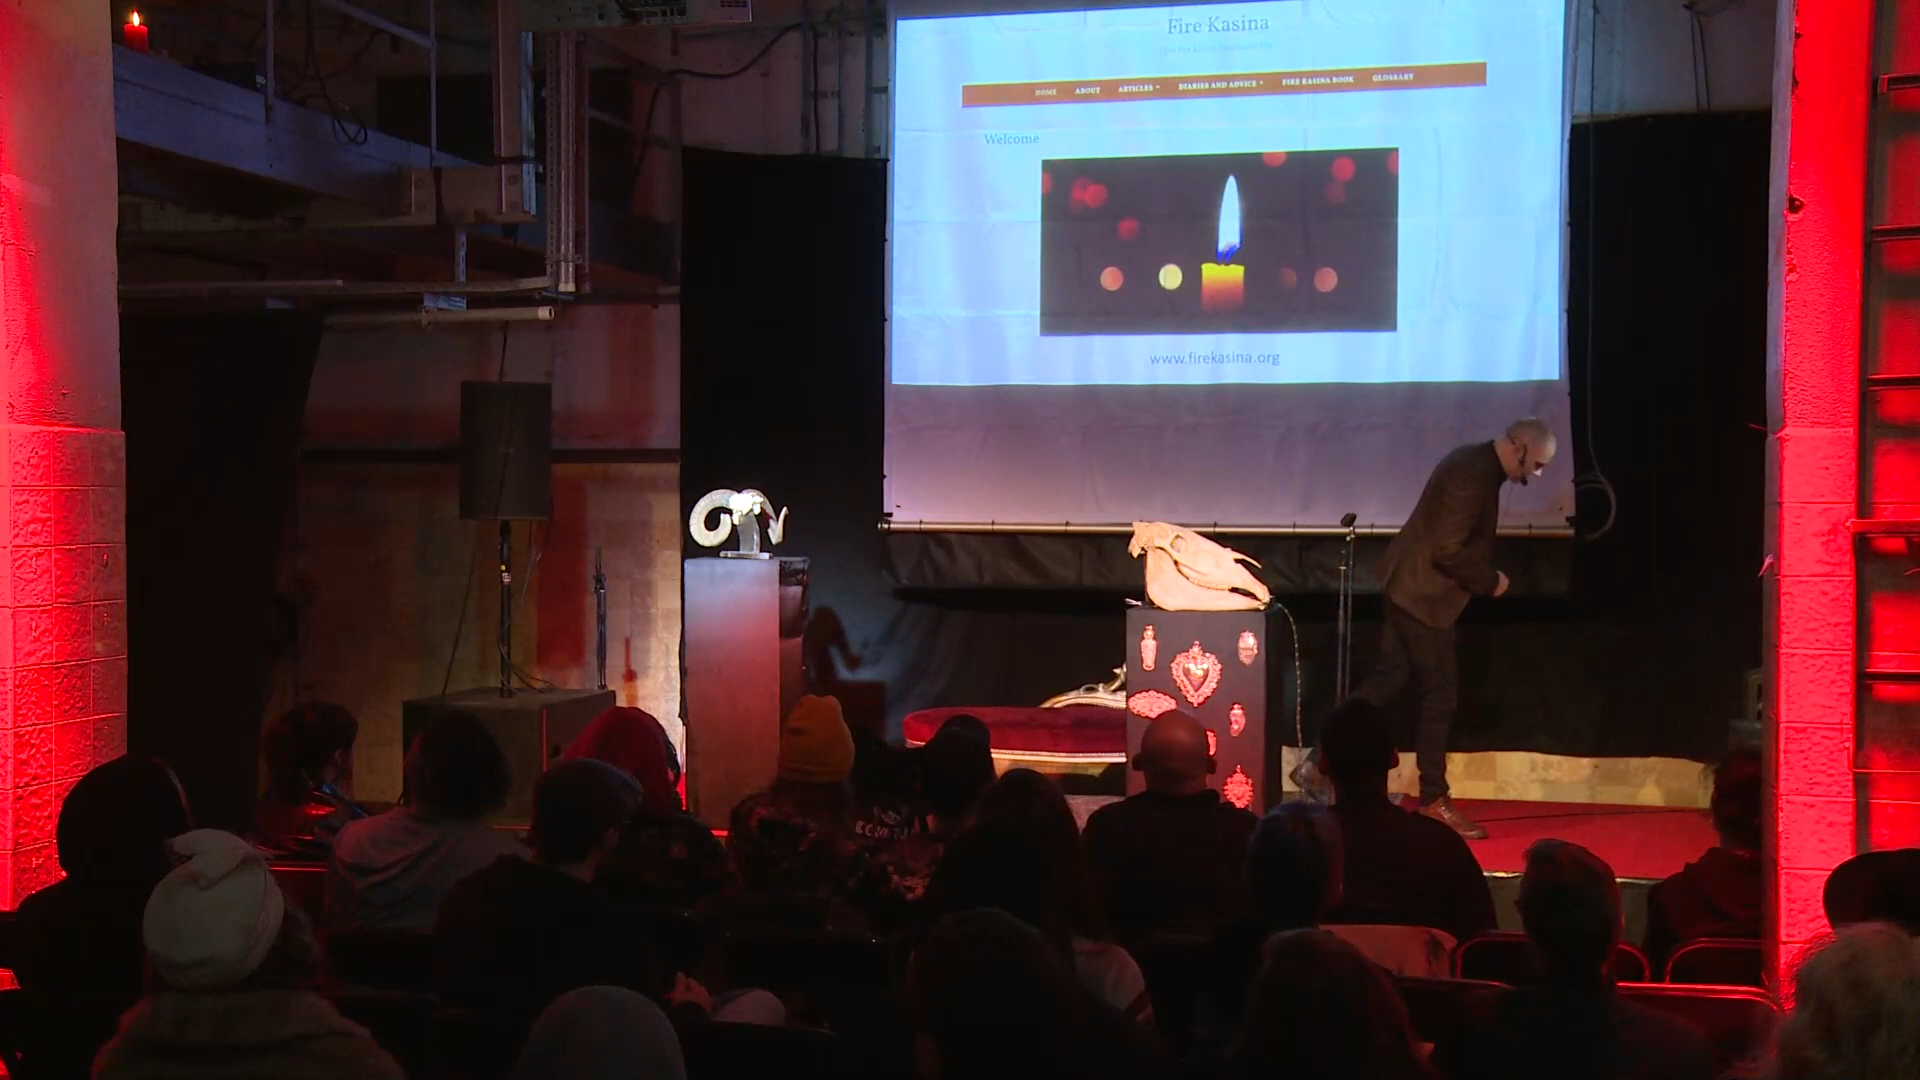 Fire Kasina
HOME ABOUT ARTICLES DIARIES AND ADVICE FIRE KASINA BOOK GLOSSARY
Welcome
www.firekasina.org